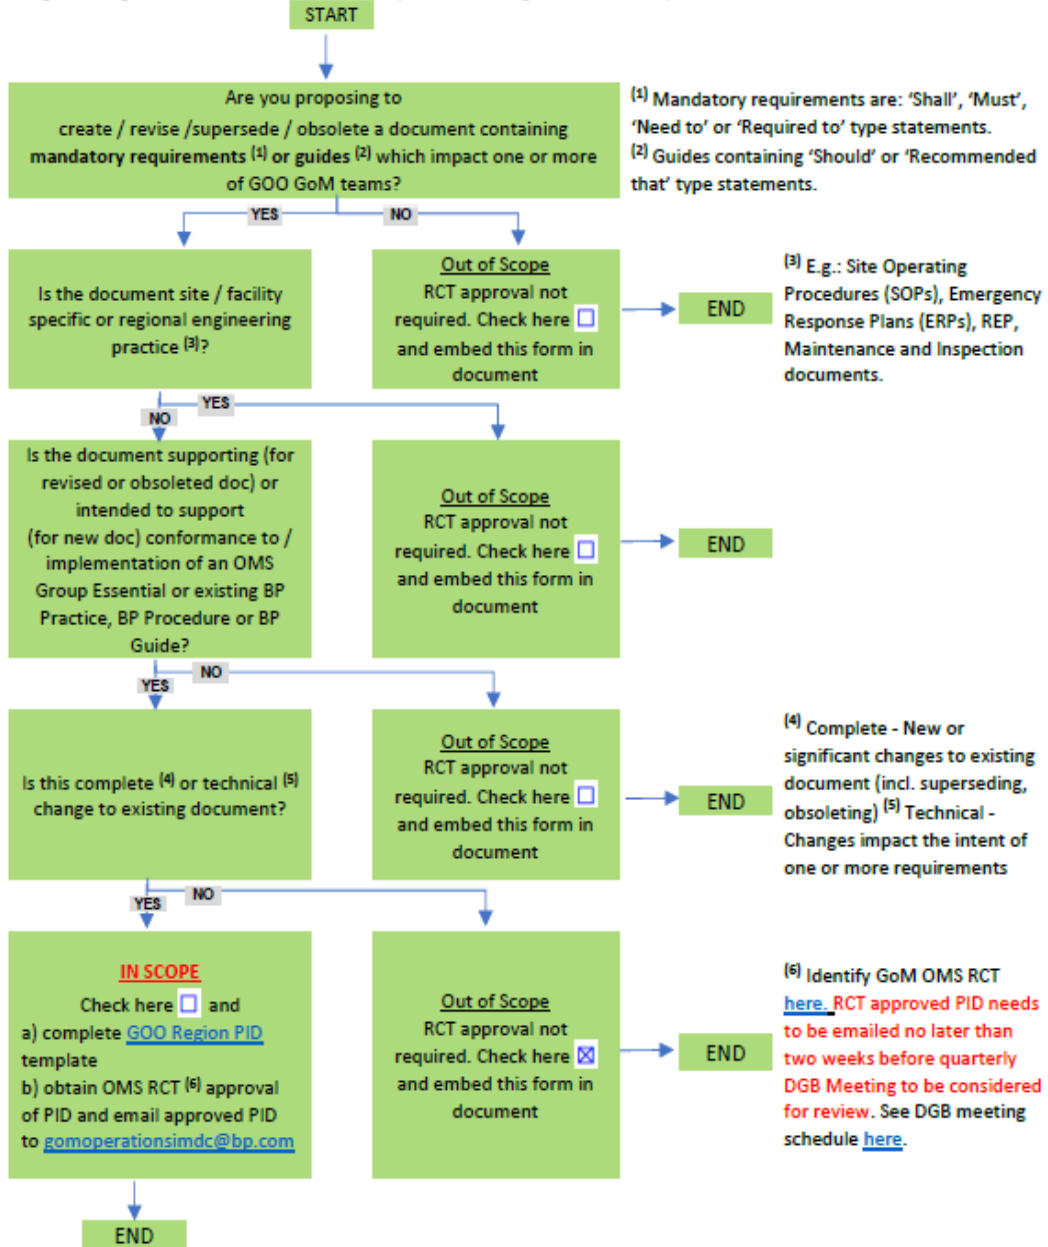 START
Are you proposing to
create / revise /supersede / obsolete a document containing
mandatory requirements (1) or guides (2) which impact one or more
of GOO GoM teams?
(1) Mandatory requirements are: 'Shall', 'Must',
'Need to' or 'Required to' type statements.
(2) Guides containing 'Should' or 'Recommended
that' type statements.
YES
NO
Is the document site / facility
specific or regional engineering
practice (3)?
Out of Scope
RCT approval not
required. Check here ☐
and embed this form in
document
END
(3) E.g.: Site Operating
Procedures (SOPs), Emergency
Response Plans (ERPs), REP,
Maintenance and Inspection
documents.
YES
NO
Is the document supporting (for
revised or obsoleted doc) or
intended to support
(for new doc) conformance to /
implementation of an OMS
Group Essential or existing BP
Practice, BP Procedure or BP
Guide?
Out of Scope
RCT approval not
required. Check here ☐
and embed this form in
document
END
NO
YES
Is this complete (4) or technical (5)
change to existing document?
Out of Scope
RCT approval not
required. Check here ☐
and embed this form in
document
END
(4) Complete - New or
significant changes to existing
document (incl. superseding,
obsoleting) (5) Technical -
Changes impact the intent of
one or more requirements
NO
YES
IN SCOPE
Check here ☐ and
a) complete GOO Region PID
template
b) obtain OMS RCT (6) approval
of PID and email approved PID
to gomoperationsimdc@bp.com
Out of Scope
RCT approval not
required. Check here ☒
and embed this form in
document
END
(6) Identify GoM OMS RCT
here. RCT approved PID needs
to be emailed no later than
two weeks before quarterly
DGB Meeting to be considered
for review. See DGB meeting
schedule here.
END